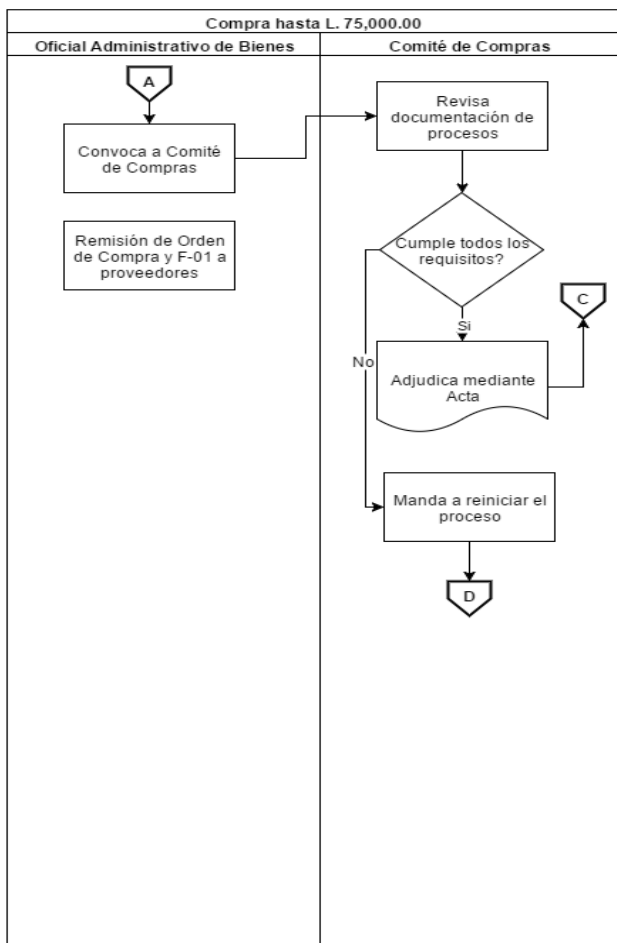 Compra hasta L. 75,000.00
Oficial Administrativo de Bienes
Comité de Compras
A
Convoca a Comité
de Compras
Remisión de Orden
de Compra y F-01 a
proveedores
Revisa
documentación de
procesos
Cumple todos los
requisitos?
Si
No
Adjudica mediante
Acta
C
Manda a reiniciar el
proceso
D